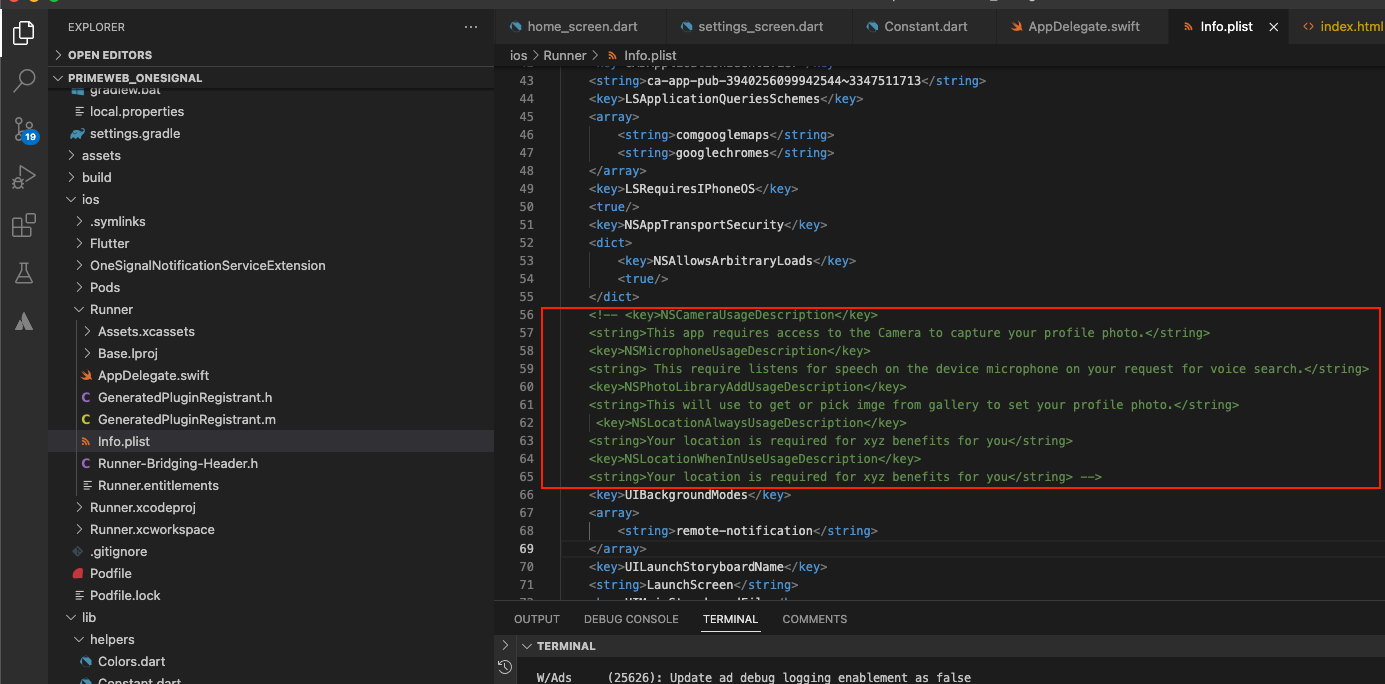 EXPLORER
OPEN EDITORS
PRIMEWEB_ONESIGNAL
gradlew.bat
local.properties
settings.gradle
assets
build
ios
.symlinks
Flutter
OneSignalNotificationServiceExtension
Pods
Runner
Assets.xcassets
Base.lproj
AppDelegate.swift
C GeneratedPluginRegistrant.h
C GeneratedPluginRegistrant.m
Info.plist
C Runner-Bridging-Header.h
Runner.entitlements
Runner.xcodeproj
Runner.xcworkspace
.gitignore
Podfile
Podfile.lock
lib
helpers
Colors.dart
Constant.dart
19
home_screen.dart settings_screen.dart Constant.dart AppDelegate.swift Info.plist index.html
ios > Runner > Info.plist
43 <string>ca-app-pub-3940256099942544~3347511713</string>
44 <key>LSApplicationQueriesSchemes</key>
45 <array>
46 <string>comgooglemaps</string>
47 <string>googlechromes</string>
48 </array>
49 <key>LSRequiresIPhoneOS</key>
50 <true/>
51 <key>NSAppTransportSecurity</key>
52 <dict>
53 <key>NSAllowsArbitraryLoads</key>
54 <true/>
55 </dict>
56 <!-- <key>NSCameraUsageDescription</key>
57 <string>This app requires access to the Camera to capture your profile photo.</string>
58 <key>NSMicrophoneUsageDescription</key>
59 <string> This require listens for speech on the device microphone on your request for voice search.</string>
60 <key>NSPhotoLibraryAddUsageDescription</key>
61 <string>This will use to get or pick imge from gallery to set your profile photo.</string>
62 <key>NSLocationAlwaysUsageDescription</key>
63 <string>Your location is required for xyz benefits for you</string>
64 <key>NSLocationWhenInUseUsageDescription</key>
65 <string>Your location is required for xyz benefits for you</string> -->
66 <key>UIBackgroundModes</key>
67 <array>
68 <string>remote-notification</string>
69 </array>
70 <key>UILaunchStoryboardName</key>
71 <string>LaunchScreen</string>
OUTPUT DEBUG CONSOLE TERMINAL COMMENTS
TERMINAL
W/Ads (25626): Update ad debug logging enablement as false